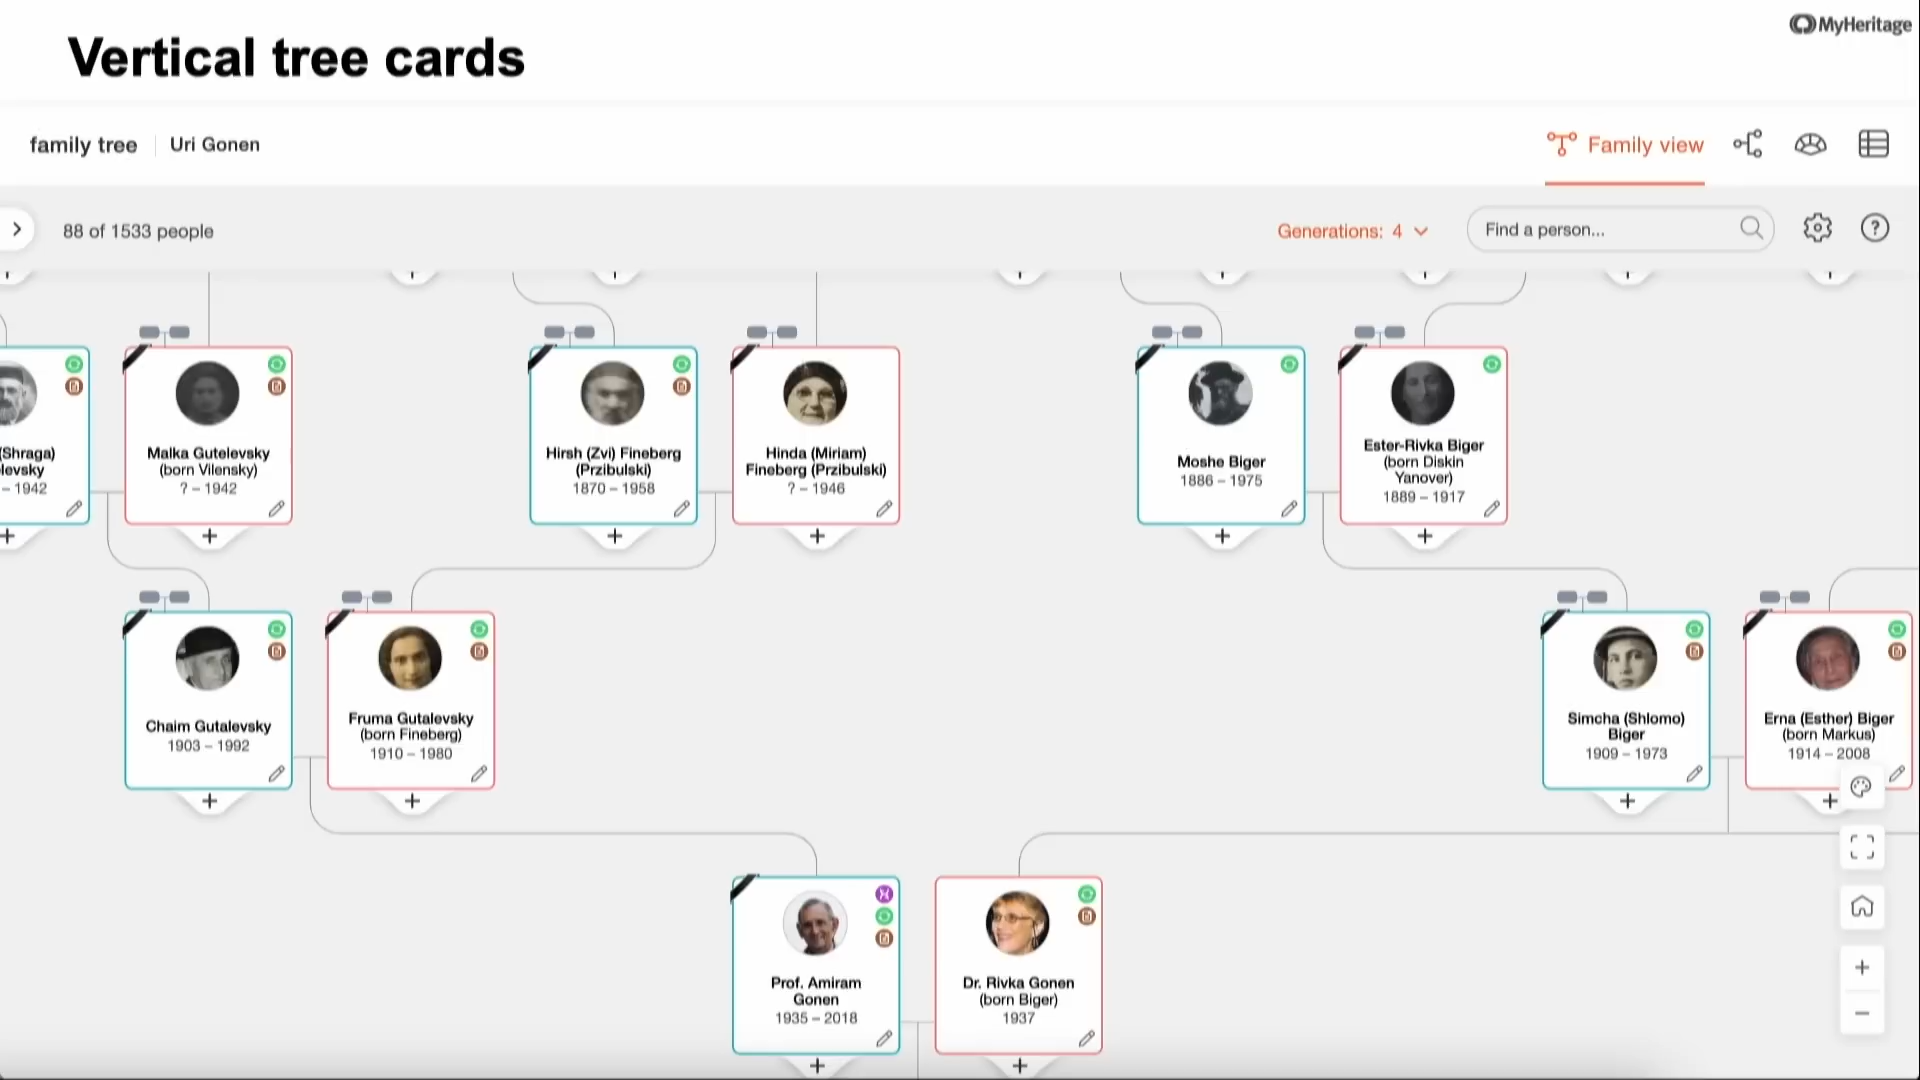 MyHeritage
Vertical tree cards
family tree
Uri Gonen
Family view
88 of 1533 people
Generations: 4
Find a person...
(Shraga)
levsky
– 1942
Malka Gutelevsky
(born Vilensky)
? – 1942
Hirsh (Zvi) Fineberg
(Przibulski)
1870 – 1958
Hinda (Miriam)
Fineberg (Przibulski)
? – 1946
Moshe Biger
1886 – 1975
Ester-Rivka Biger
(born Diskin
Yanover)
1889 – 1917
Chaim Gutalevsky
1903 – 1992
Fruma Gutalevsky
(born Fineberg)
1910 – 1980
Simcha (Shlomo)
Biger
1909 – 1973
Erna (Esther) Biger
(born Markus)
1914 – 2008
Prof. Amiram
Gonen
1935 – 2018
Dr. Rivka Gonen
(born Biger)
1937